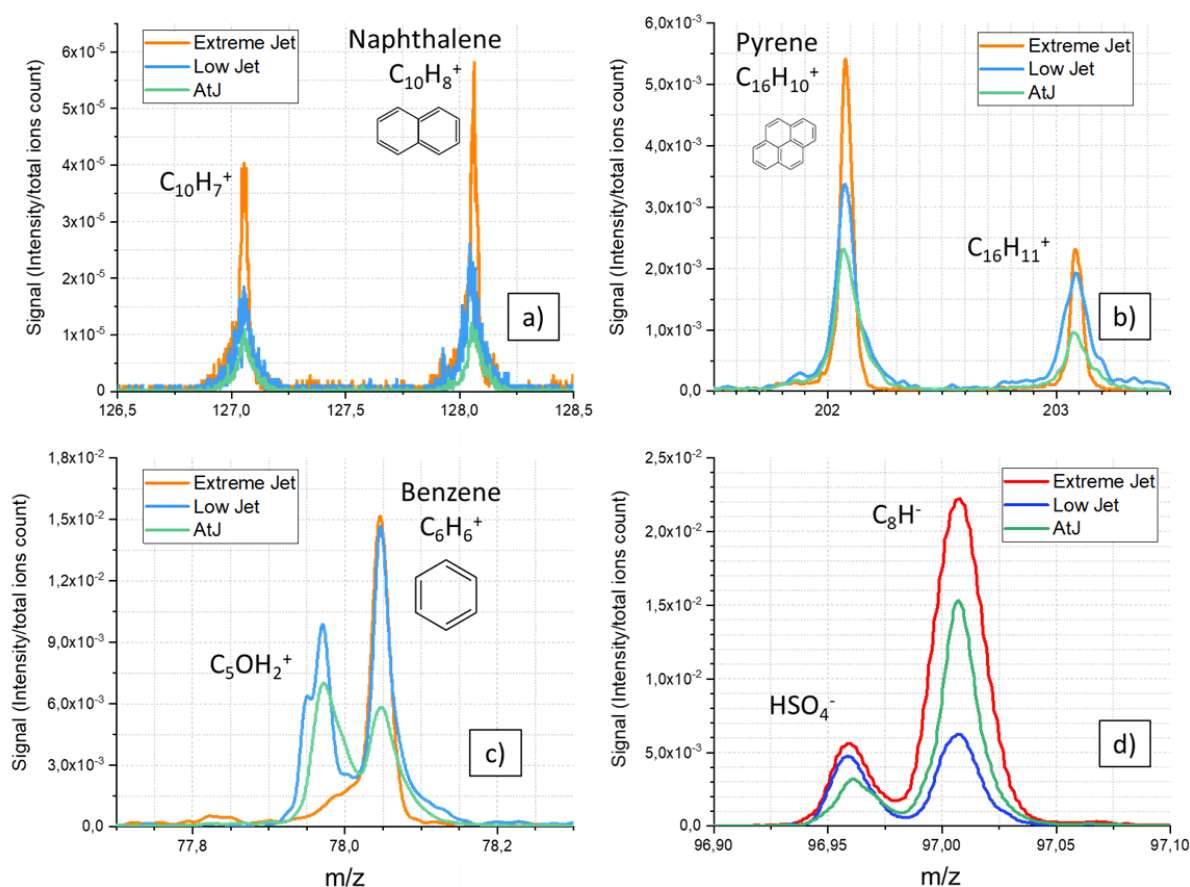 Signal (Intensity/total ions count)
6x10⁻⁵
5x10⁻⁵
4x10⁻⁵
3x10⁻⁵
2x10⁻⁵
1x10⁻⁵
0
Extreme Jet
Low Jet
AtJ
Naphthalene
C₁₀H₈⁺
C₁₀H₇⁺
a)
126,5
127,0
127,5
128,0
128,5
Signal (Intensity/total ions count)
6,0x10⁻³
5,0x10⁻³
4,0x10⁻³
3,0x10⁻³
2,0x10⁻³
1,0x10⁻³
0,0
Pyrene
C₁₆H₁₀⁺
Extreme Jet
Low Jet
AtJ
C₁₆H₁₁⁺
b)
202
203
Signal (Intensity/total ions count)
1,8x10⁻²
1,5x10⁻²
1,2x10⁻²
9,0x10⁻³
6,0x10⁻³
3,0x10⁻³
0,0
Extreme Jet
Low Jet
AtJ
Benzene
C₆H₆⁺
C₅OH₂⁺
c)
77,8
78,0
78,2
m/z
Signal (Intensity/total ions count)
2,5x10⁻²
2,0x10⁻²
1,5x10⁻²
1,0x10⁻²
5,0x10⁻³
0,0
Extreme Jet
Low Jet
AtJ
C₈H⁻
HSO₄⁻
d)
96,90
96,95
97,00
97,05
97,10
m/z